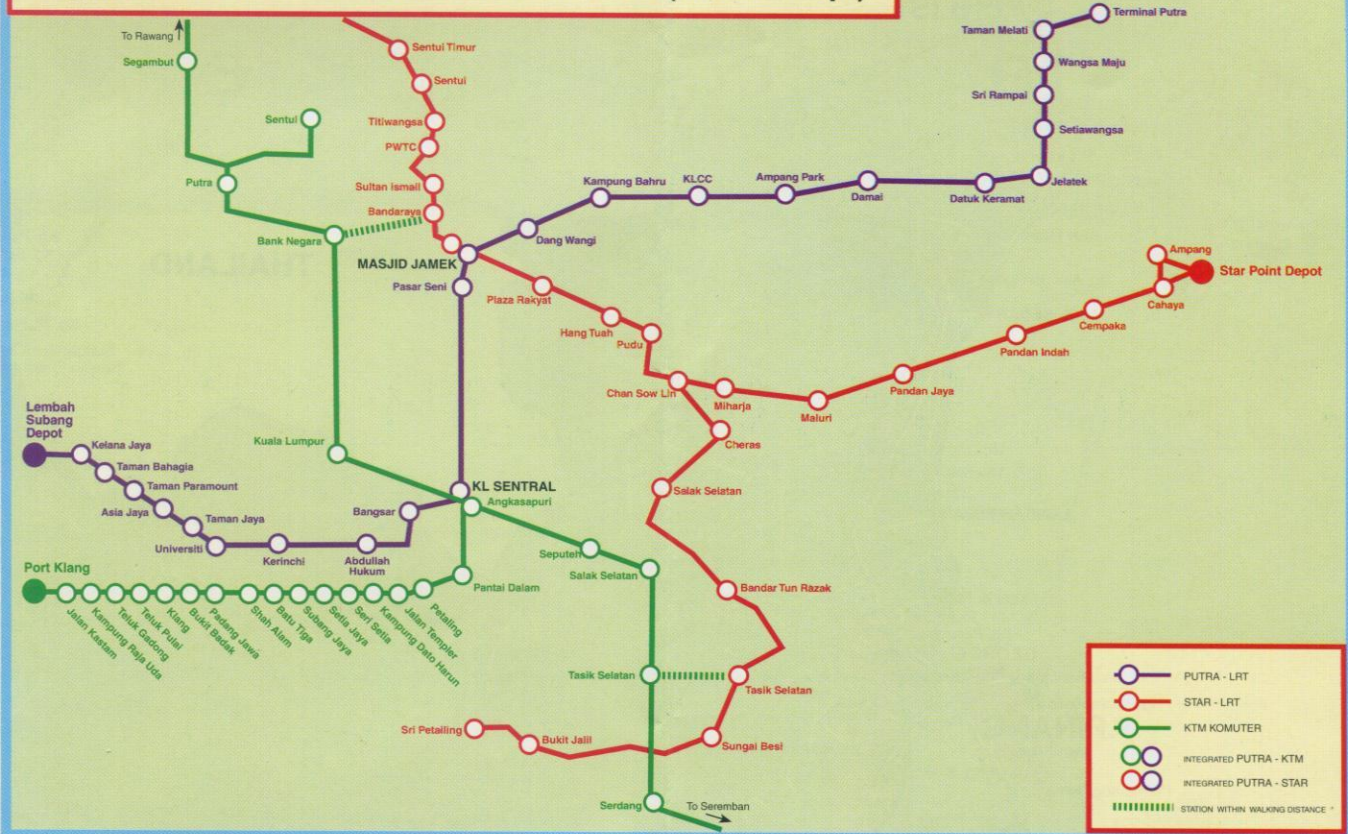 To Rawang
Segambut
Sentul
Putra
Bank Negara
Sentul Timur
Sentul
Titiwangsa
PWTC
Sultan Ismail
Bandaraya
MASJID JAMEK
Pasar Seni
Dang Wangi
Kampung Bahru
KLCC
Ampang Park
Damai
Datuk Keramat
Jelatek
Setiawangsa
Sri Rampai
Wangsa Maju
Taman Melati
Terminal Putra
Plaza Rakyat
Hang Tuah
Pudu
Chan Sow Lin
Miharja
Maluri
Pandan Jaya
Pandan Indah
Cempaka
Cahaya
Ampang
Star Point Depot
Cheras
Salak Selatan
Bandar Tun Razak
Tasik Selatan
Sungai Besi
Bukit Jalil
Sri Petailing
Lembah
Subang
Depot
Kelana Jaya
Taman Bahagia
Taman Paramount
Asia Jaya
Taman Jaya
Universiti
Kerinchi
Abdullah
Hukum
Bangsar
KL SENTRAL
Kuala Lumpur
Angkasapuri
Seputeh
Salak Selatan
Tasik Selatan
Serdang
To Seremban
Pantai Dalam
Port Klang
Jalan Kastam
Kampung Raja Uda
Teluk Gadong
Teluk Pulai
Klang
Bukit Badak
Padang Jawa
Shah Alam
Batu Tiga
Subang Jaya
Setia Jaya
Seri Setia
Kampung Dato Harun
Jalan Templer
Petaling
PUTRA - LRT
STAR - LRT
KTM KOMUTER
INTEGRATED PUTRA - KTM
INTEGRATED PUTRA - STAR
STATION WITHIN WALKING DISTANCE *